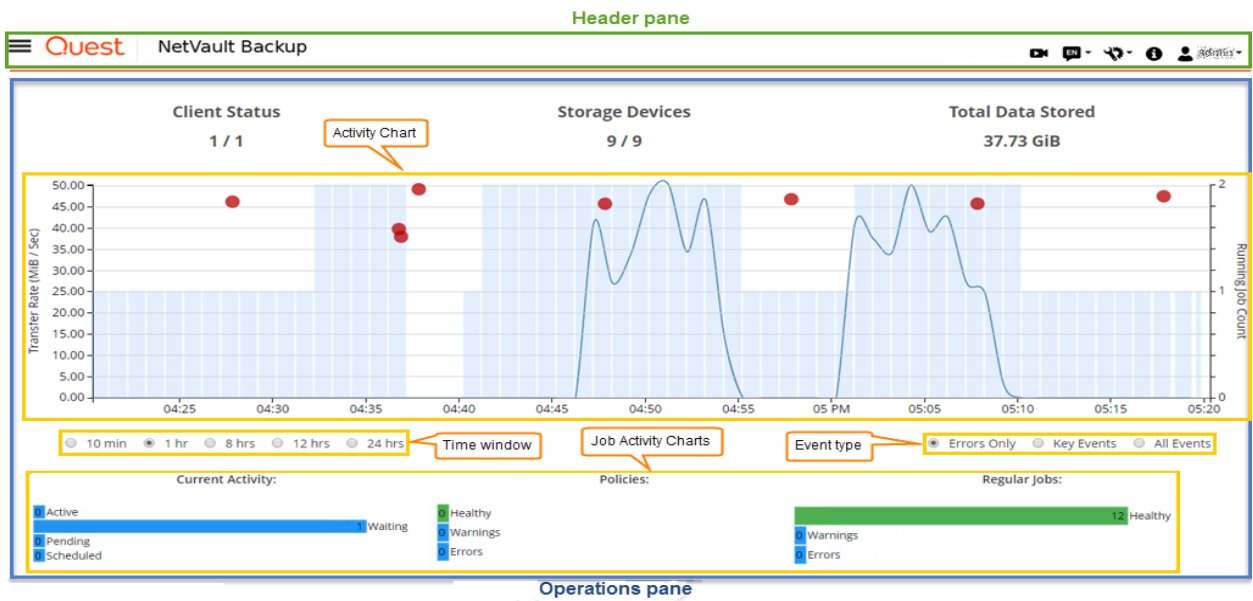 Header pane
Quest NetVault Backup
EN
Client Status Storage Devices Total Data Stored
1 / 1 9 / 9 37.73 GiB
Activity Chart
Transfer Rate (MiB / Sec)
50.00
45.00
40.00
35.00
30.00
25.00
20.00
15.00
10.00
5.00
0.00
2
1
0
Running Job Count
04:25 04:30 04:35 04:40 04:45 04:50 04:55 05 PM 05:05 05:10 05:15 05:20
10 min 1 hr 8 hrs 12 hrs 24 hrs
Time window
Job Activity Charts
Event type
Errors Only Key Events All Events
Current Activity:
0 Active
1 Waiting
0 Pending
0 Scheduled
Policies:
0 Healthy
0 Warnings
0 Errors
Regular Jobs:
12 Healthy
0 Warnings
0 Errors
Operations pane